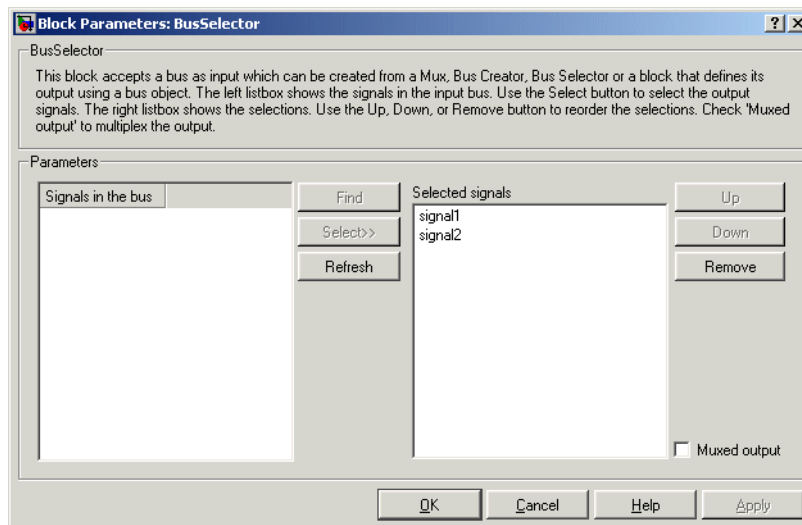 Block Parameters: BusSelector
BusSelector
This block accepts a bus as input which can be created from a Mux, Bus Creator, Bus Selector or a block that defines its
output using a bus object. The left listbox shows the signals in the input bus. Use the Select button to select the output
signals. The right listbox shows the selections. Use the Up, Down, or Remove button to reorder the selections. Check 'Muxed
output' to multiplex the output.
Parameters
Signals in the bus
Find
Select>>
Refresh
Selected signals
signal1
signal2
Up
Down
Remove
Muxed output
OK
Cancel
Help
Apply